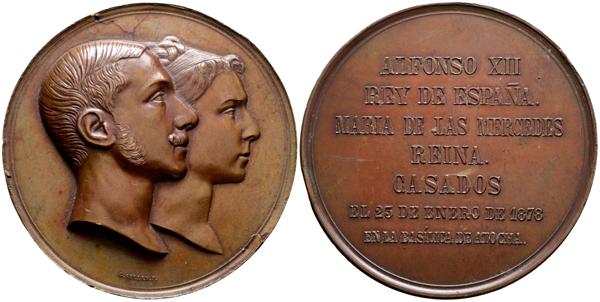 ALFONSO XII
REY DE ESPAÑA.
MARIA DE LAS MERCEDES
REINA.
CASADOS
EL 23 DE ENERO DE 1878
EN LA BASÍLICA DE ATOCHA.